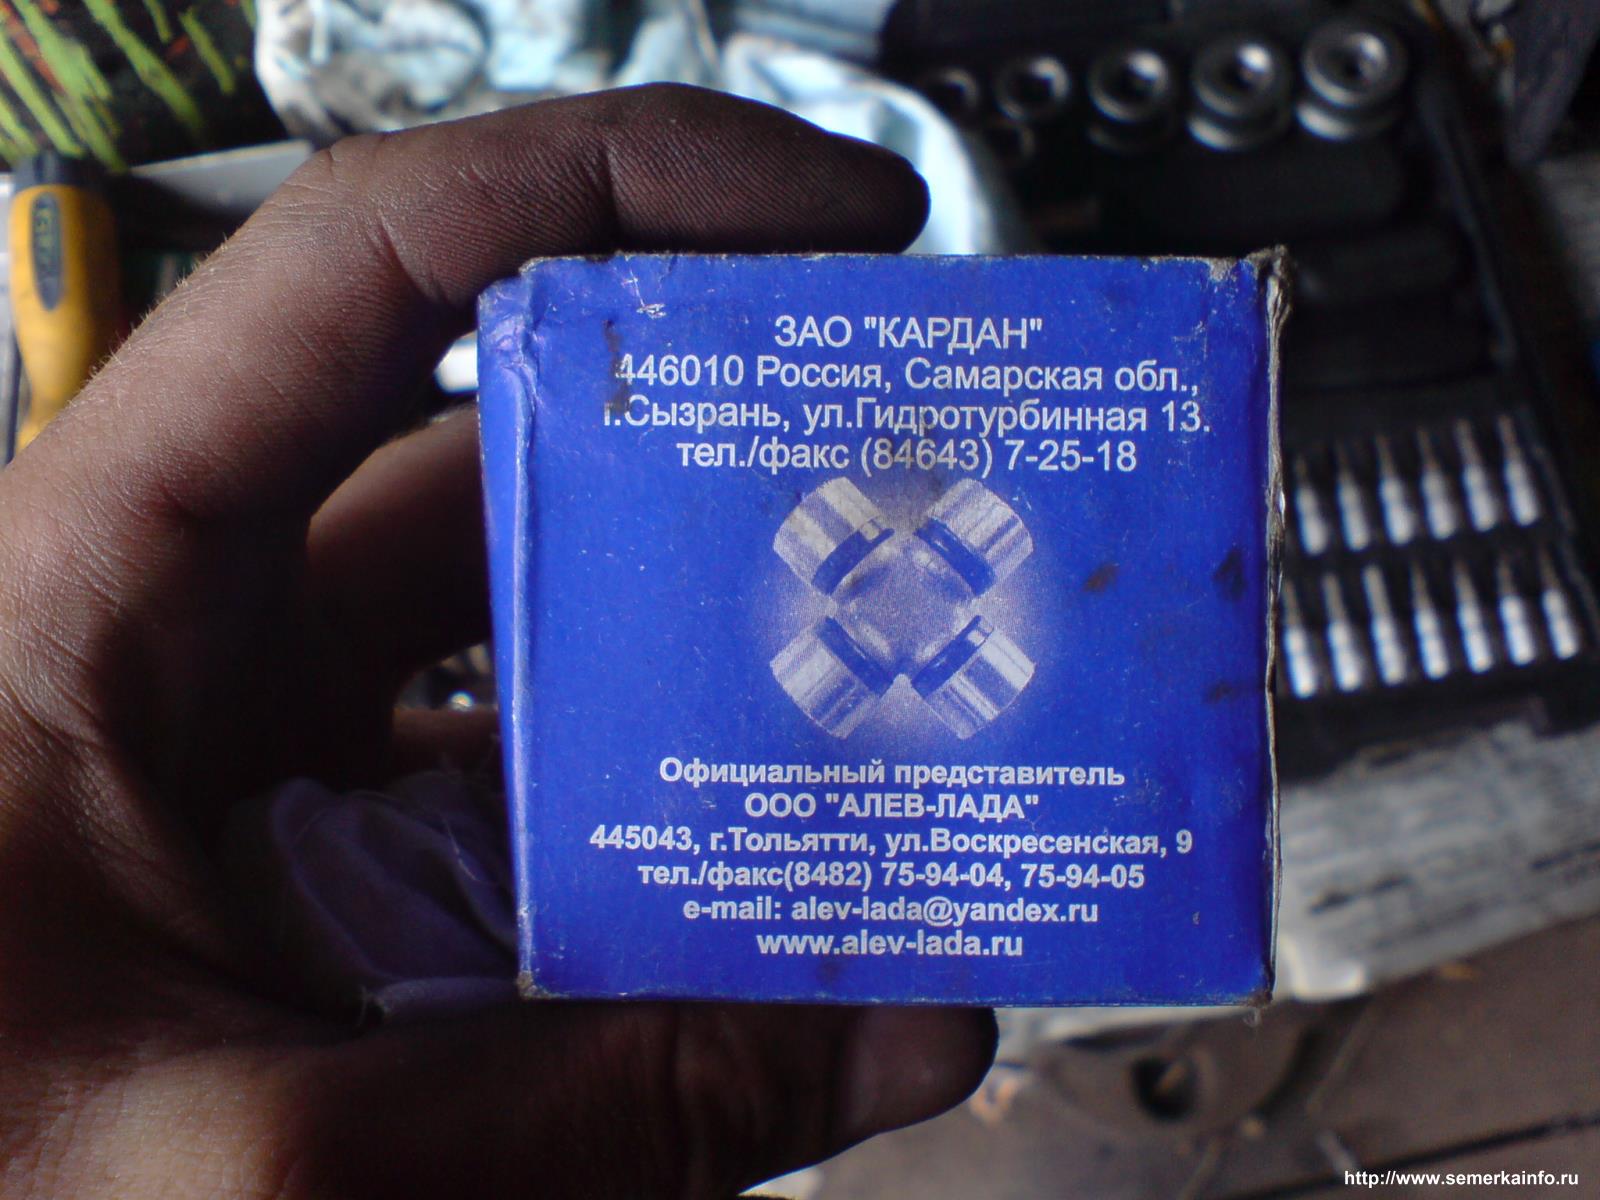 ЗАО "КАРДАН"
446010 Россия, Самарская обл.,
г.Сызрань, ул.Гидротурбинная 13.
тел./факс (84643) 7-25-18
Официальный представитель
ООО "АЛЕВ-ЛАДА"
445043, г.Тольятти, ул.Воскресенская, 9
тел./факс(8482) 75-94-04, 75-94-05
e-mail: alev-lada@yandex.ru
www.alev-lada.ru
http://www.semerkainfo.ru